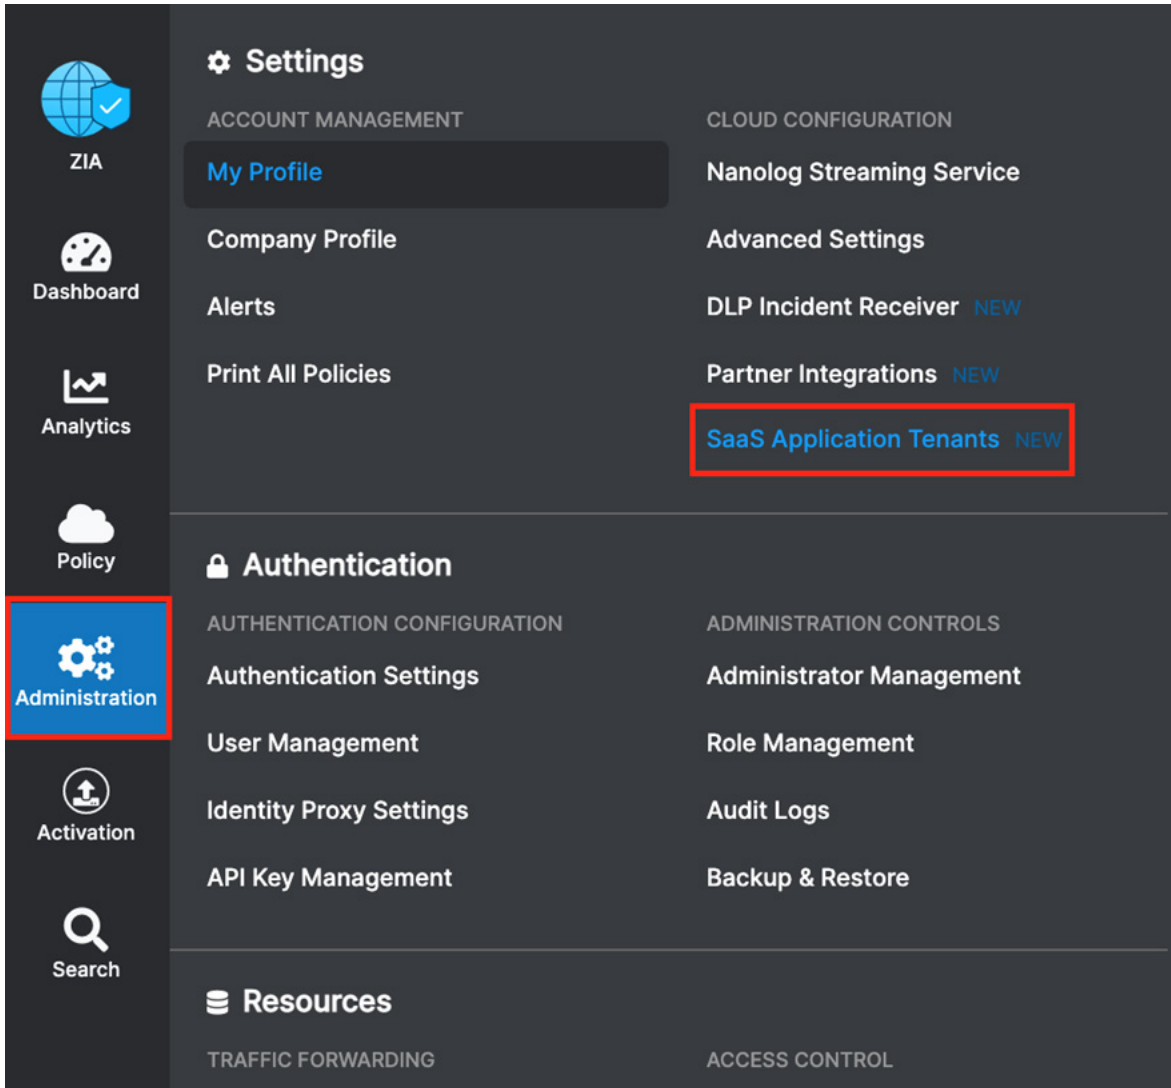 ZIA
Dashboard
Analytics
Policy
Administration
Activation
Search
Settings
ACCOUNT MANAGEMENT
My Profile
Company Profile
Alerts
Print All Policies
CLOUD CONFIGURATION
Nanolog Streaming Service
Advanced Settings
DLP Incident Receiver NEW
Partner Integrations NEW
SaaS Application Tenants NEW
Authentication
AUTHENTICATION CONFIGURATION
Authentication Settings
User Management
Identity Proxy Settings
API Key Management
ADMINISTRATION CONTROLS
Administrator Management
Role Management
Audit Logs
Backup & Restore
Resources
TRAFFIC FORWARDING
ACCESS CONTROL